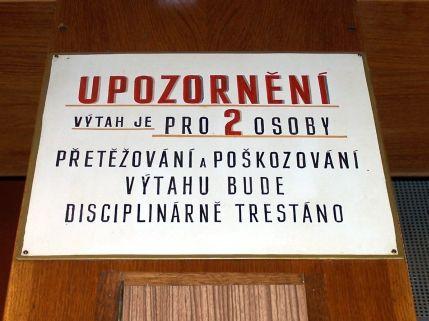 UPOZORNĚNÍ
VÝTAH JE PRO 2 OSOBY
PŘETĚŽOVÁNÍ A POŠKOZOVÁNÍ
VÝTAHU BUDE
DISCIPLINÁRNĚ TRESTÁNO